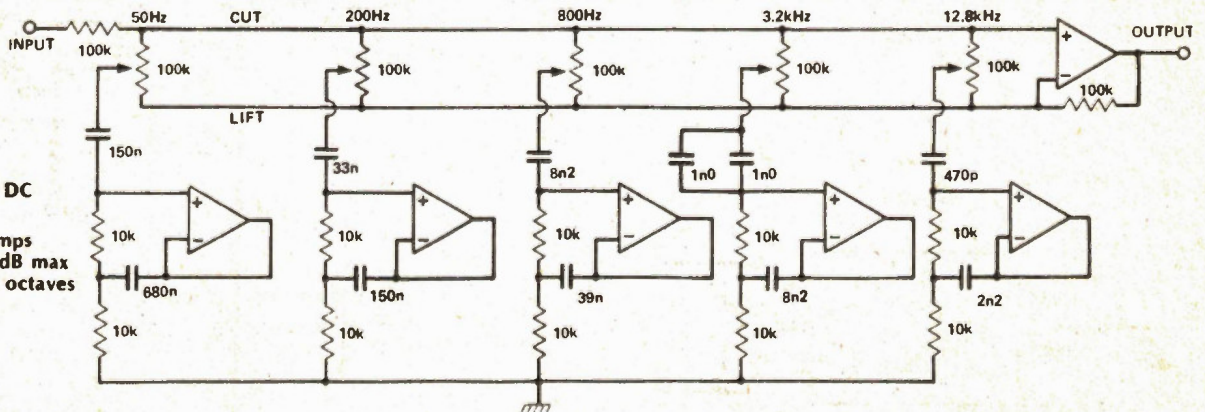 50Hz CUT 200Hz 800Hz 3.2kHz 12.8kHz
INPUT 100k + OUTPUT
100k 100k 100k 100k 100k −
LIFT 100k
150n 33n 8n2 1n0 1n0 470p
DC + + + + +
10k − 10k − 10k − 10k − 10k −
mps
dB max
octaves
680n 150n 39n 8n2 2n2
10k 10k 10k 10k 10k